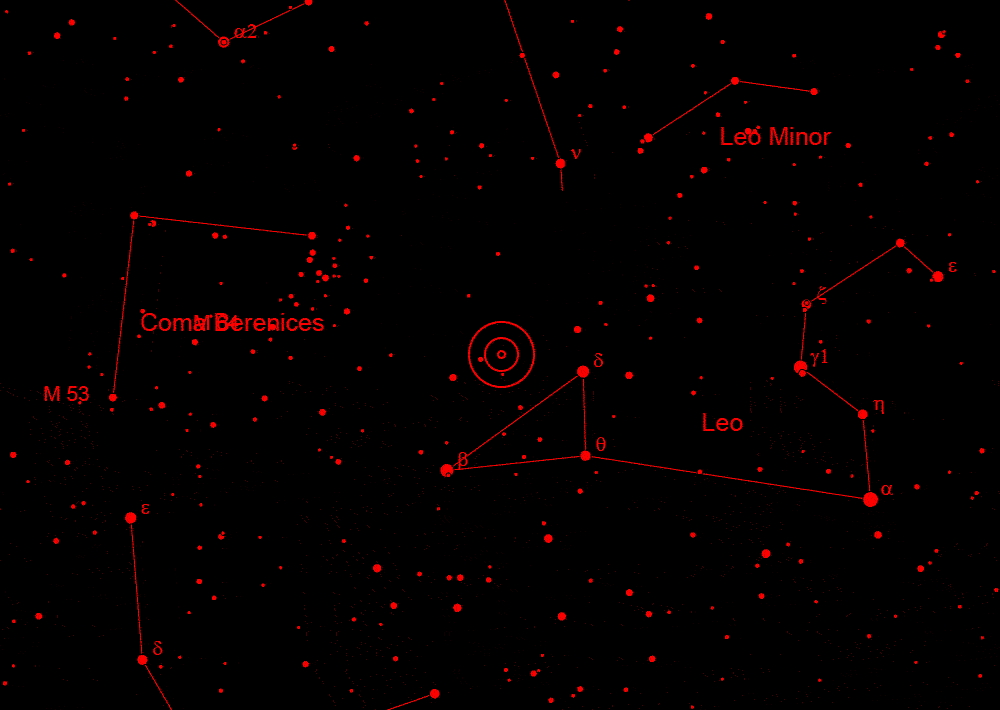 α2
ν
Leo Minor
ε
ζ
Coma Berenices
γ1
δ
M 53
η
Leo
θ
β
α
ε
δ